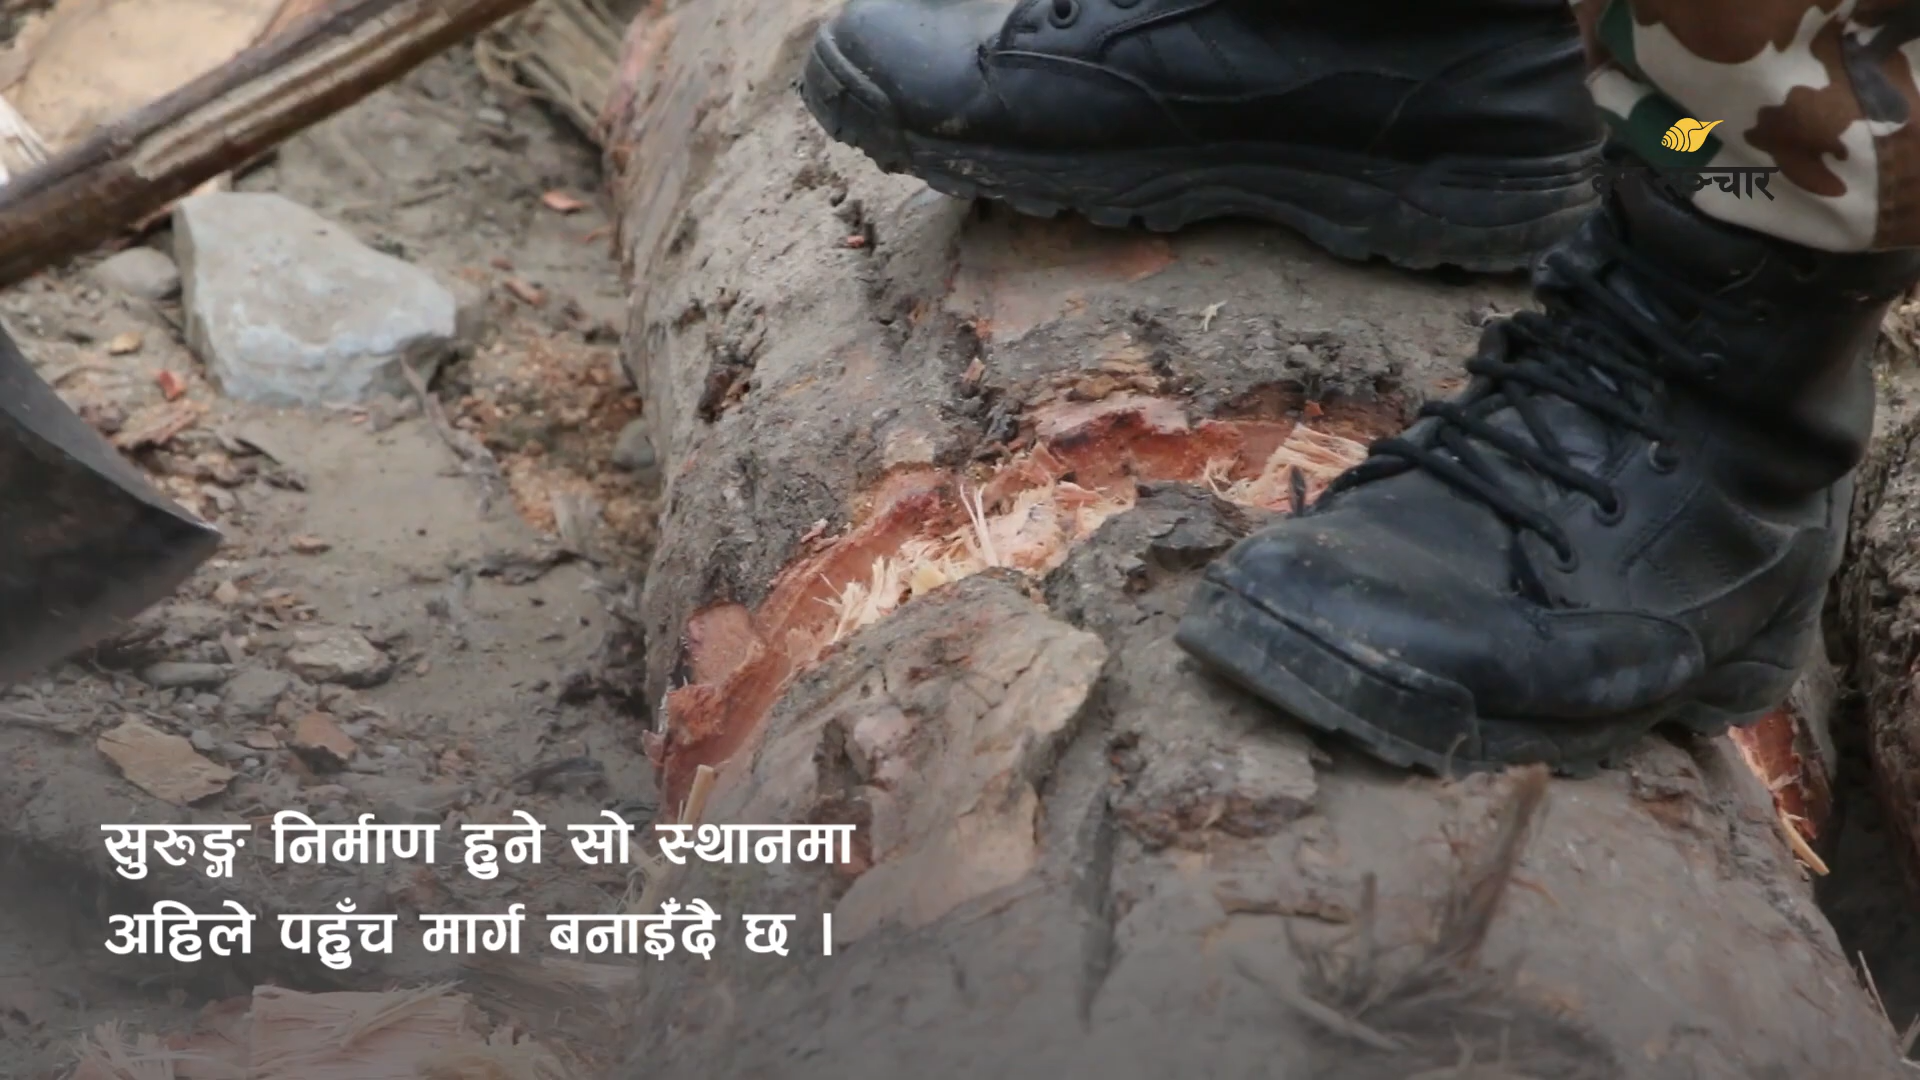 सुरूङ्ग निर्माण हुने सो स्थानमा
अहिले पहुँच मार्ग बनाइँदै छ ।